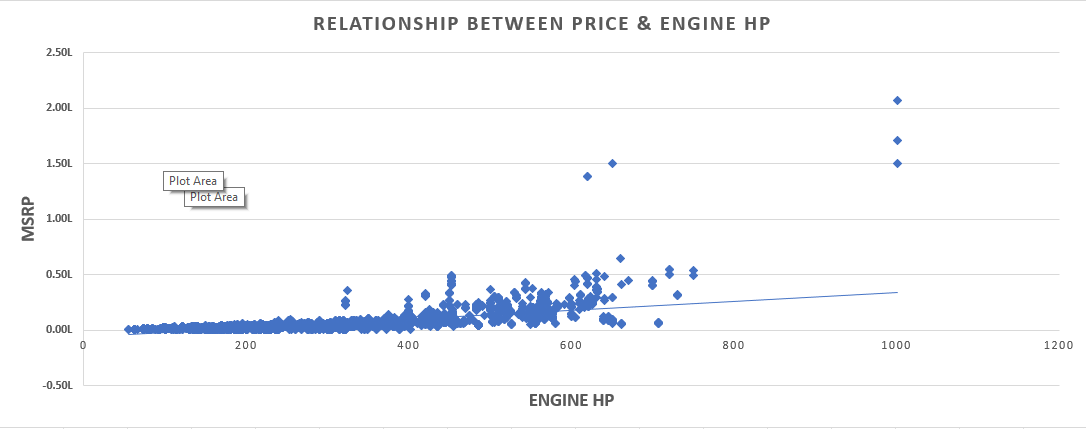 RELATIONSHIP BETWEEN PRICE & ENGINE HP
2.50L
2.00L
1.50L
1.00L
0.50L
0.00L
-0.50L
MSRP
Plot Area
Plot Area
0 200 400 600 800 1000 1200
ENGINE HP